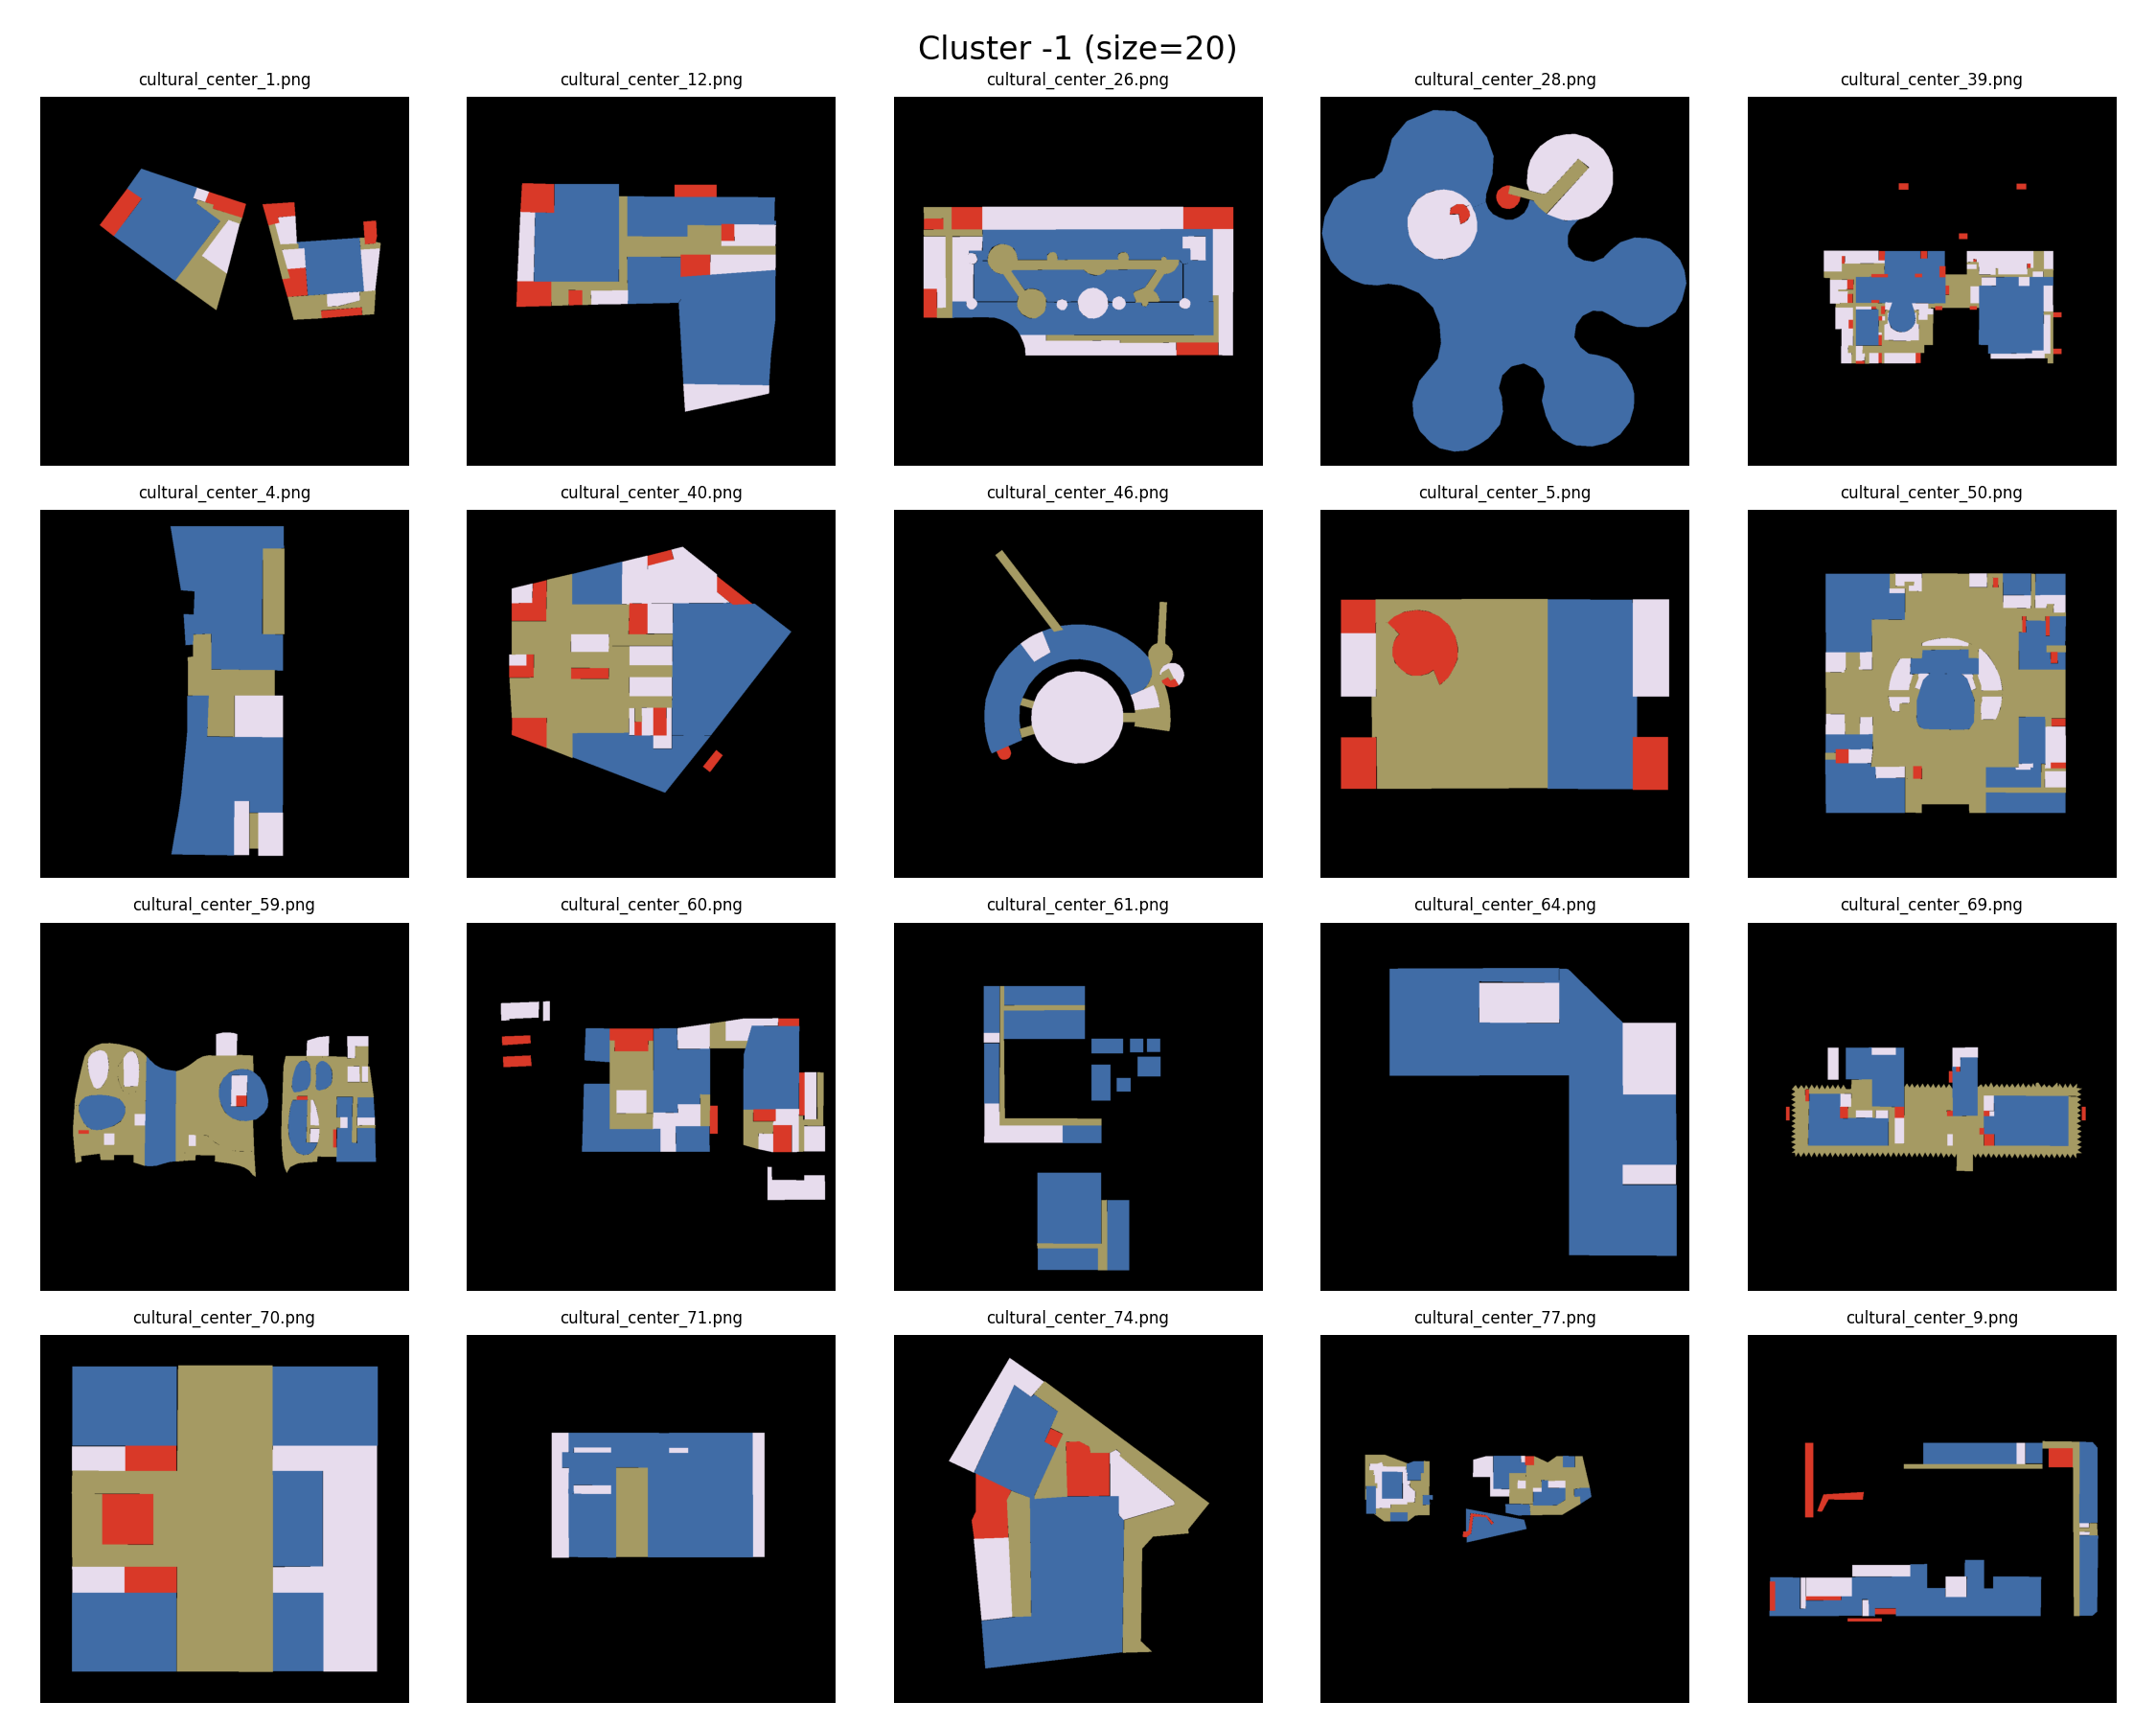 Cluster -1 (size=20)
cultural_center_1.png
cultural_center_12.png
cultural_center_26.png
cultural_center_28.png
cultural_center_39.png
cultural_center_4.png
cultural_center_40.png
cultural_center_46.png
cultural_center_5.png
cultural_center_50.png
cultural_center_59.png
cultural_center_60.png
cultural_center_61.png
cultural_center_64.png
cultural_center_69.png
cultural_center_70.png
cultural_center_71.png
cultural_center_74.png
cultural_center_77.png
cultural_center_9.png